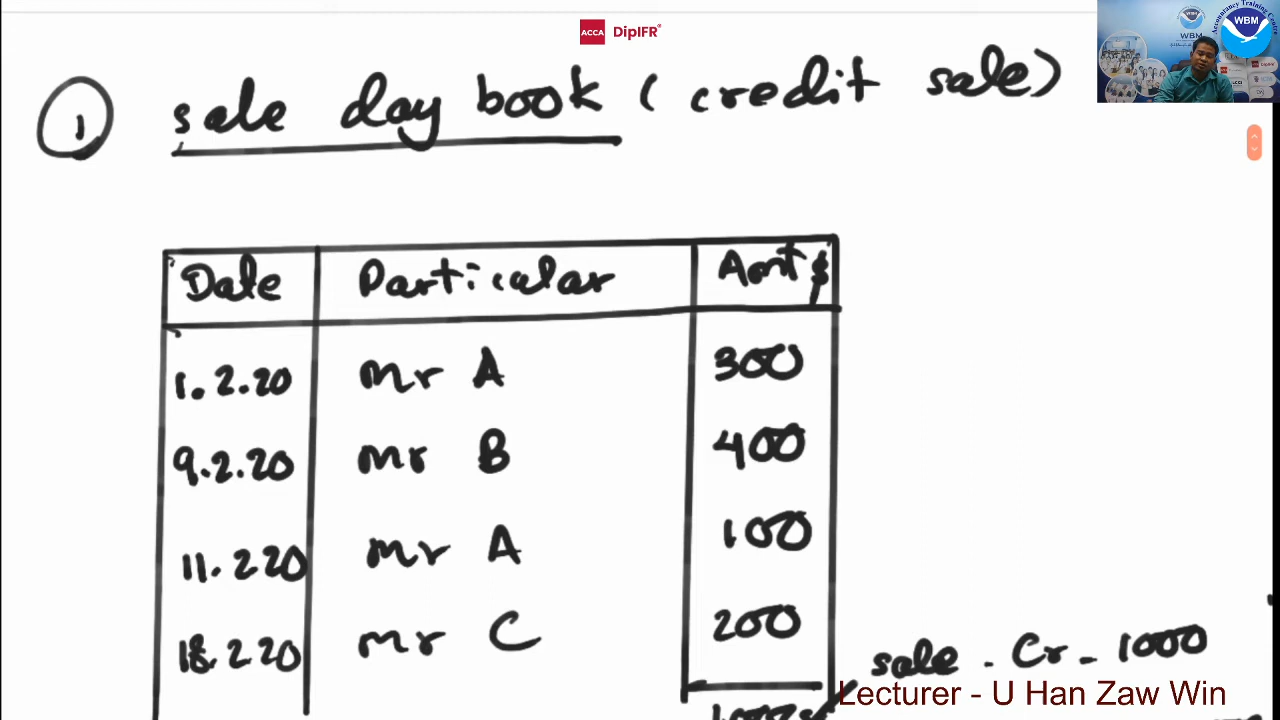 ACCA DipIFR
WBM
WBM
① sale day book ( credit sale)
Date Particular Amt $
1.2.20 Mr A 300
9.2.20 Mr B 400
11.2 20 Mr A 100
18.2 20 Mr C 200
sale - Cr - 1000
Lecturer - U Han Zaw Win